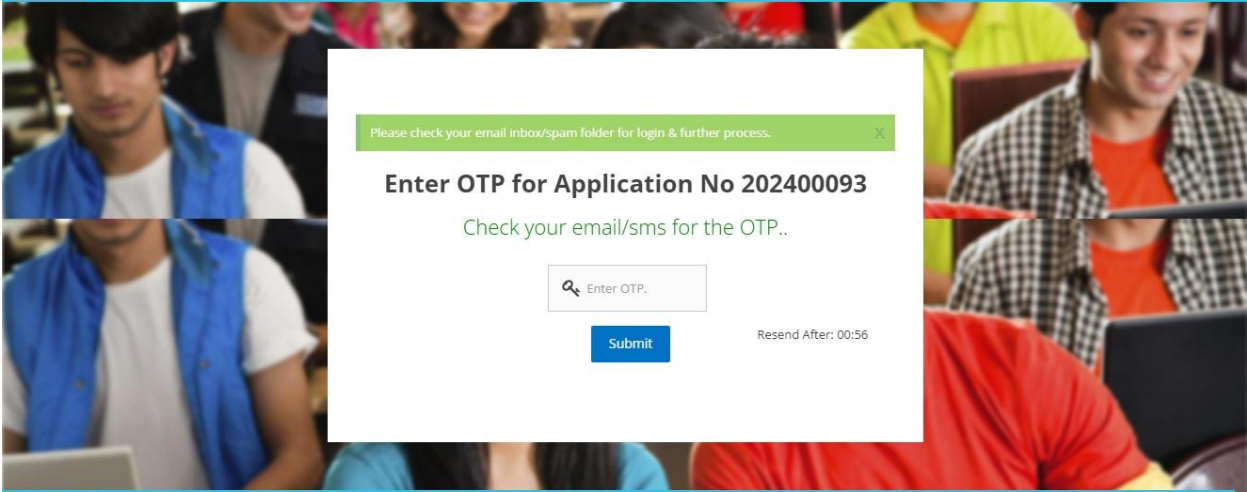 Please check your email inbox/spam folder for login & further process. X
Enter OTP for Application No 202400093
Check your email/sms for the OTP..
Enter OTP.
Submit
Resend After: 00:56